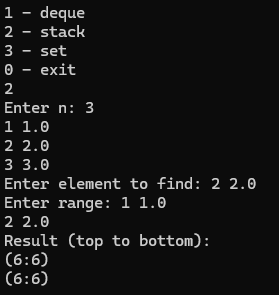 1 – deque
2 – stack
3 – set
0 – exit
2
Enter n: 3
1 1.0
2 2.0
3 3.0
Enter element to find: 2 2.0
Enter range: 1 1.0
2 2.0
Result (top to bottom):
(6:6)
(6:6)